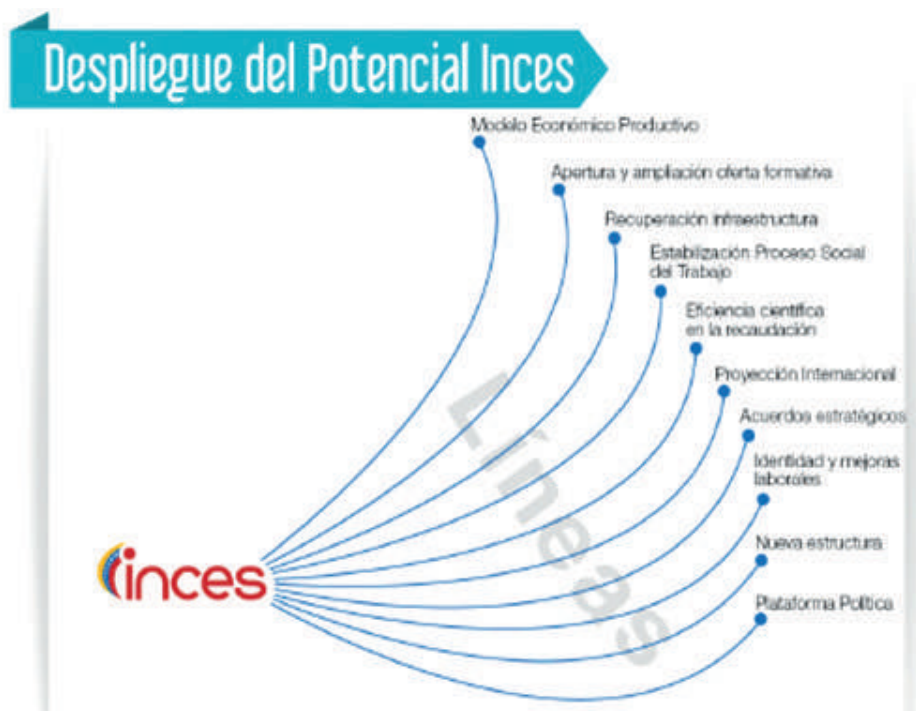 Despliegue del Potencial Inces
Modelo Económico Productivo
Apertura y ampliación oferta formativa
Recuperación infraestructura
Estabilización Proceso Social
del Trabajo
Eficiencia científica
en la recaudación
Proyección Internacional
Acuerdos estratégicos
Identidad y mejoras
laborales
Nueva estructura
Plataforma Política
Líneas
inces